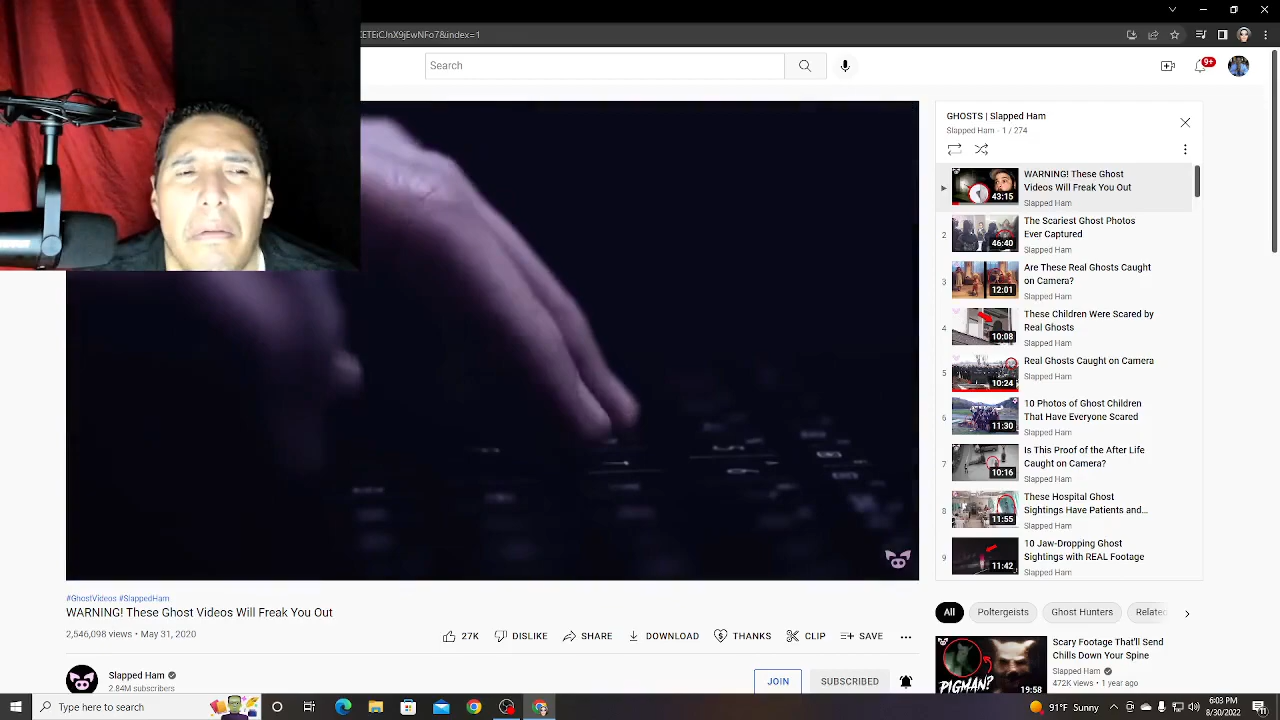 ETEiCJnX9jEwNFo7&index=1
Search
9+
GHOSTS | Slapped Ham
Slapped Ham - 1 / 274
43:15
WARNING! These Ghost
Videos Will Freak You Out
Slapped Ham
2
46:40
The Scariest Ghost Photos
Ever Captured
Slapped Ham
3
12:01
Are These Real Ghosts Caught
on Camera?
Slapped Ham
4
10:08
These Children Were Scared by
Real Ghosts
Slapped Ham
5
10:24
Real Ghosts Caught on Camera
Slapped Ham
6
11:30
10 Photos of Ghost Children
That Have Everyone Scared
Slapped Ham
7
10:16
Is This Proof of the After Life
Caught on Camera?
Slapped Ham
8
11:55
These Hospital Ghost
Sightings Have Patients and...
Slapped Ham
9
11:42
10 Jaw-Dropping Ghost
Sightings with REAL Footage
Slapped Ham
#GhostVideos #SlappedHam
WARNING! These Ghost Videos Will Freak You Out
2,546,098 views • May 31, 2020
27K
DISLIKE
SHARE
DOWNLOAD
THANKS
CLIP
SAVE
Slapped Ham
2.84M subscribers
JOIN
SUBSCRIBED
All
Poltergeists
Ghost Hunters
Related
PIGMAN?
19:58
Scary Footage That'll Send
Chills Down Your Spine
Slapped Ham
472K views • 1 year ago
Type here to search
91°F Sunny
6:03 PM
8/30/2022